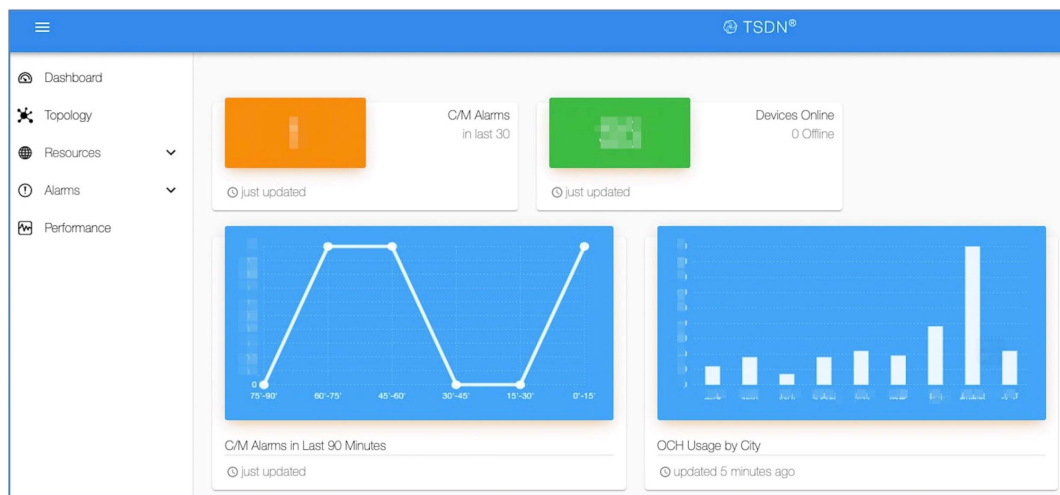 TSDN®
Dashboard
Topology
Resources
Alarms
Performance
C/M Alarms
in last 30
just updated
Devices Online
0 Offline
just updated
0
75'-90' 60'-75' 45'-60' 30'-45' 15'-30' 0'-15'
C/M Alarms in Last 90 Minutes
just updated
OCH Usage by City
updated 5 minutes ago